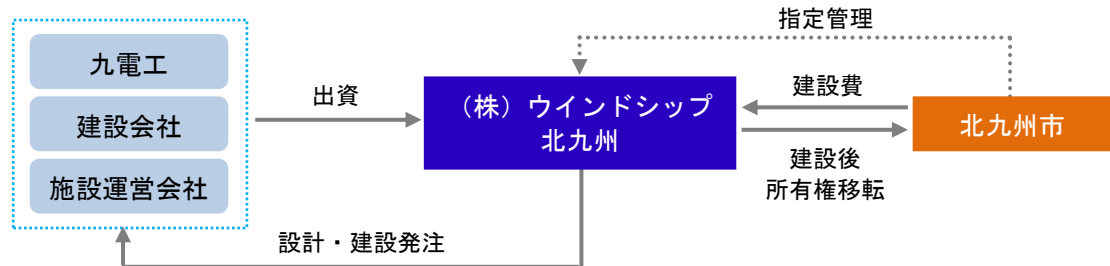 指定管理
九電工
建設会社
施設運営会社
出資
（株）ウインドシップ
北九州
建設費
北九州市
建設後
所有権移転
設計・建設発注